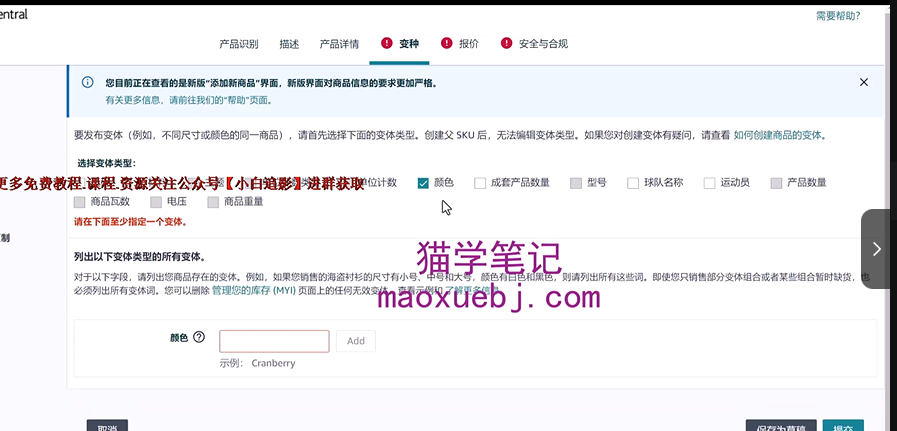 entral
需要帮助?
产品识别 描述 产品详情 变种 报价 安全与合规
您目前正在查看的是新版“添加新商品”界面，新版界面对商品信息的要求更加严格。
有关更多信息，请前往我们的“帮助”页面。
要发布变体（例如，不同尺寸或颜色的同一商品），请首先选择下面的变体类型。创建父 SKU 后，无法编辑变体类型。如果您对创建变体有疑问，请查看 如何创建商品的变体。
选择变体类型：
更多免费教程.课程.资源关注公众号【小白笔影】进群获取
单位计数 颜色 成套产品数量 型号 球队名称 运动员 产品数量
商品瓦数 电压 商品重量
请在下面至少指定一个变体。
制
列出以下变体类型的所有变体。
猫学笔记
对于以下字段，请列出您商品存在的变体。例如，如果您销售的海盗衬衫的尺寸有小号，中号和大号，颜色有白色和黑色，则请列出所有这些词。即使您只销售部分变体组合或者某些组合暂时缺货，也
必须列出所有变体词。您可以删除 管理您的库存 (MYI) 页面上的任何无效变体。查看示例和 了解更多信息
maoxuebj.com
颜色 Add
示例： Cranberry
取消 保存为草稿 提交